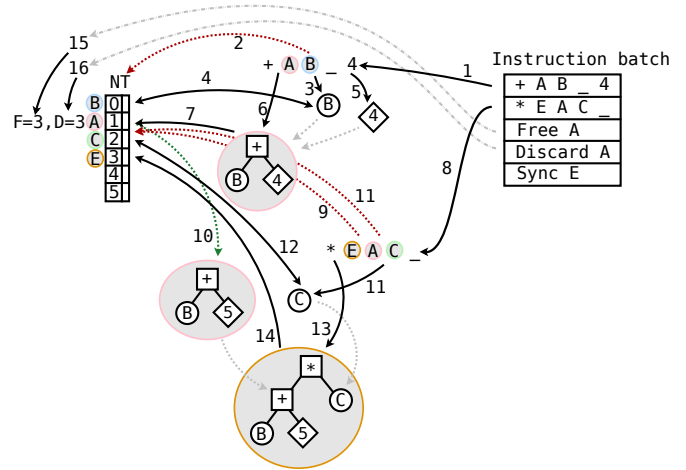 15
2
16
NT
+ A B _ 4
1
Instruction batch
+ A B _ 4
* E A C _
Free A
Discard A
Sync E
4
3
5
B
4
6
7
F=3,D=3
B 0
A 1
C 2
E 3
4
5
+
B 4
8
11
9
10
12
* E A C _
11
+
B 5
C
14
13
*
+ C
B 5